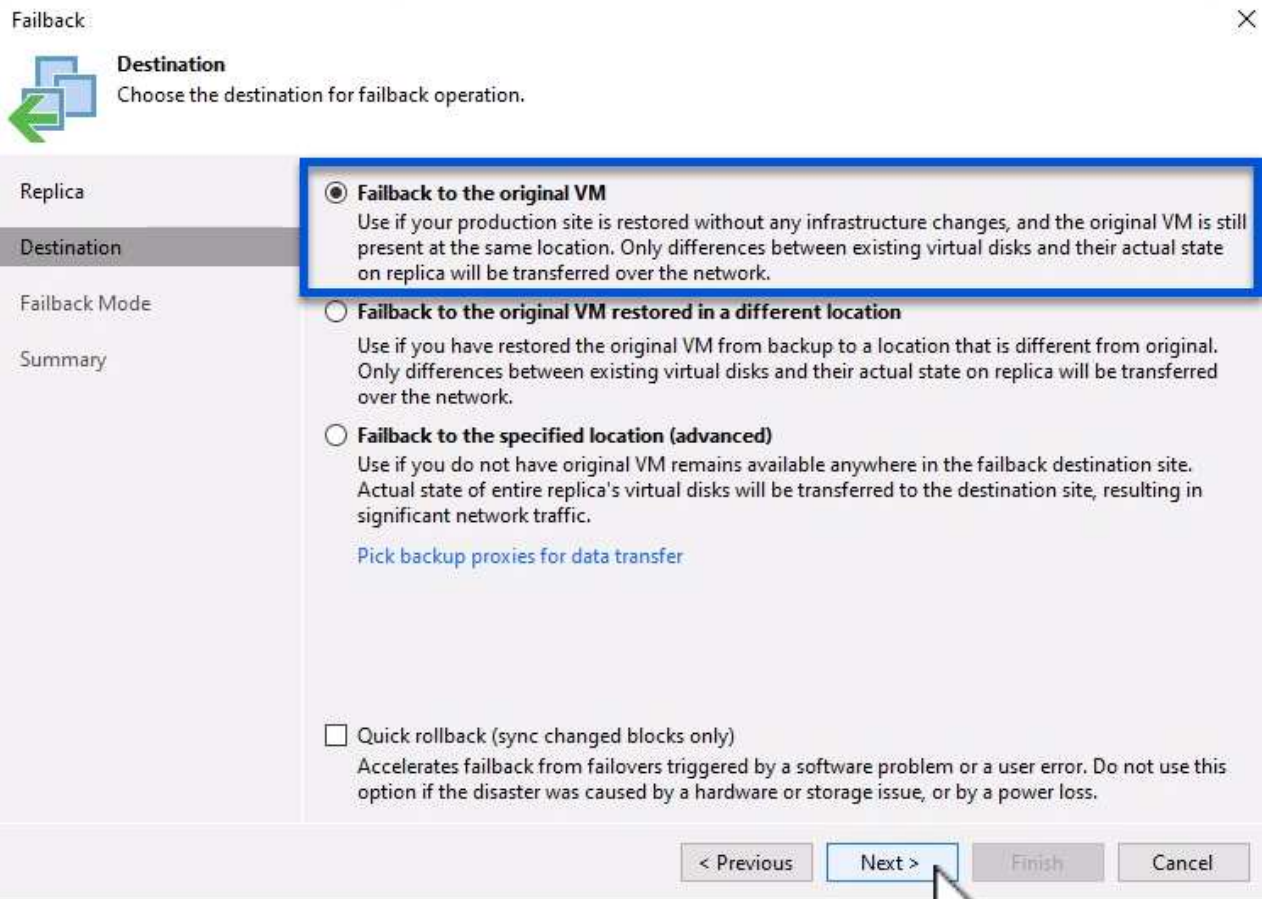 Failback
Destination
Choose the destination for failback operation.
Replica
Destination
Failback Mode
Summary
Failback to the original VM
Use if your production site is restored without any infrastructure changes, and the original VM is still
present at the same location. Only differences between existing virtual disks and their actual state
on replica will be transferred over the network.
Failback to the original VM restored in a different location
Use if you have restored the original VM from backup to a location that is different from original.
Only differences between existing virtual disks and their actual state on replica will be transferred
over the network.
Failback to the specified location (advanced)
Use if you do not have original VM remains available anywhere in the failback destination site.
Actual state of entire replica's virtual disks will be transferred to the destination site, resulting in
significant network traffic.
Pick backup proxies for data transfer
Quick rollback (sync changed blocks only)
Accelerates failback from failovers triggered by a software problem or a user error. Do not use this
option if the disaster was caused by a hardware or storage issue, or by a power loss.
< Previous
Next >
Finish
Cancel